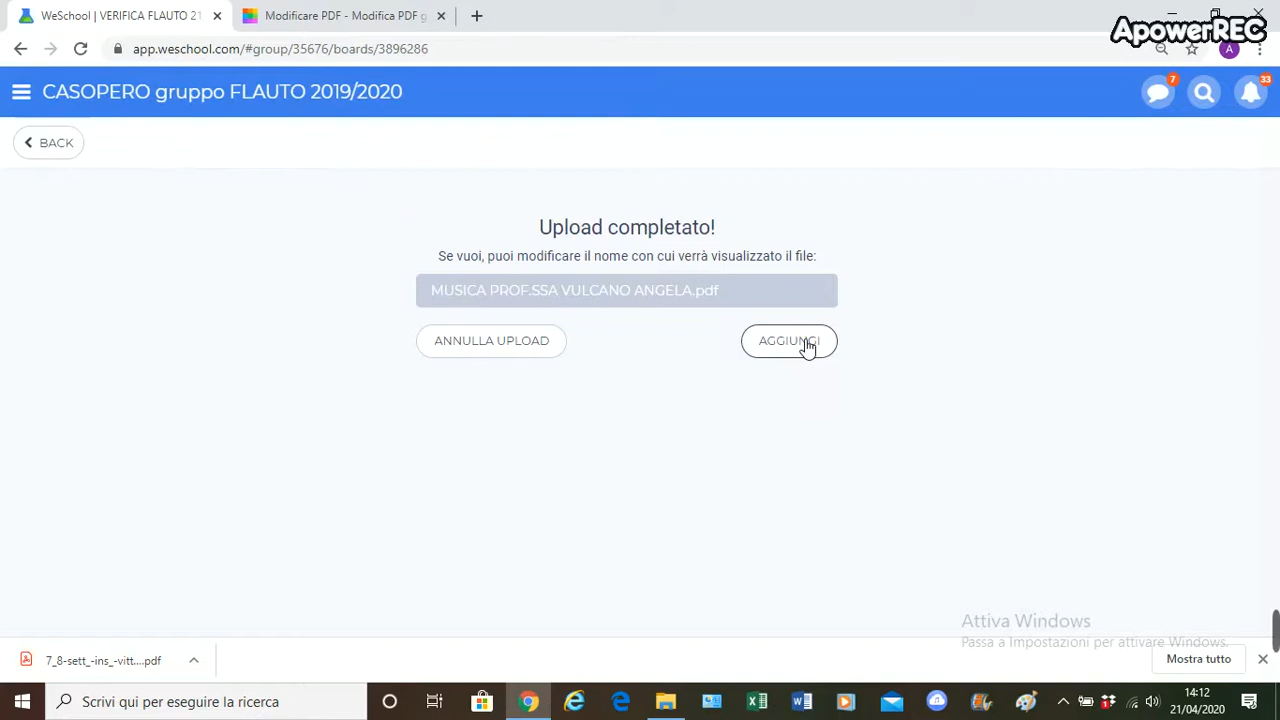 WeSchool | VERIFICA FLAUTO 21
Modificare PDF - Modifica PDF g
ApowerREC
app.weschool.com/#group/35676/boards/3896286
A
CASOPERO gruppo FLAUTO 2019/2020
7
33
BACK
Upload completato!
Se vuoi, puoi modificare il nome con cui verrà visualizzato il file:
MUSICA PROF.SSA VULCANO ANGELA.pdf
ANNULLA UPLOAD
AGGIUNGI
Attiva Windows
Passa a Impostazioni per attivare Windows.
7_8-sett_-ins_-vitt....pdf
Mostra tutto
Scrivi qui per eseguire la ricerca
14:12
21/04/2020